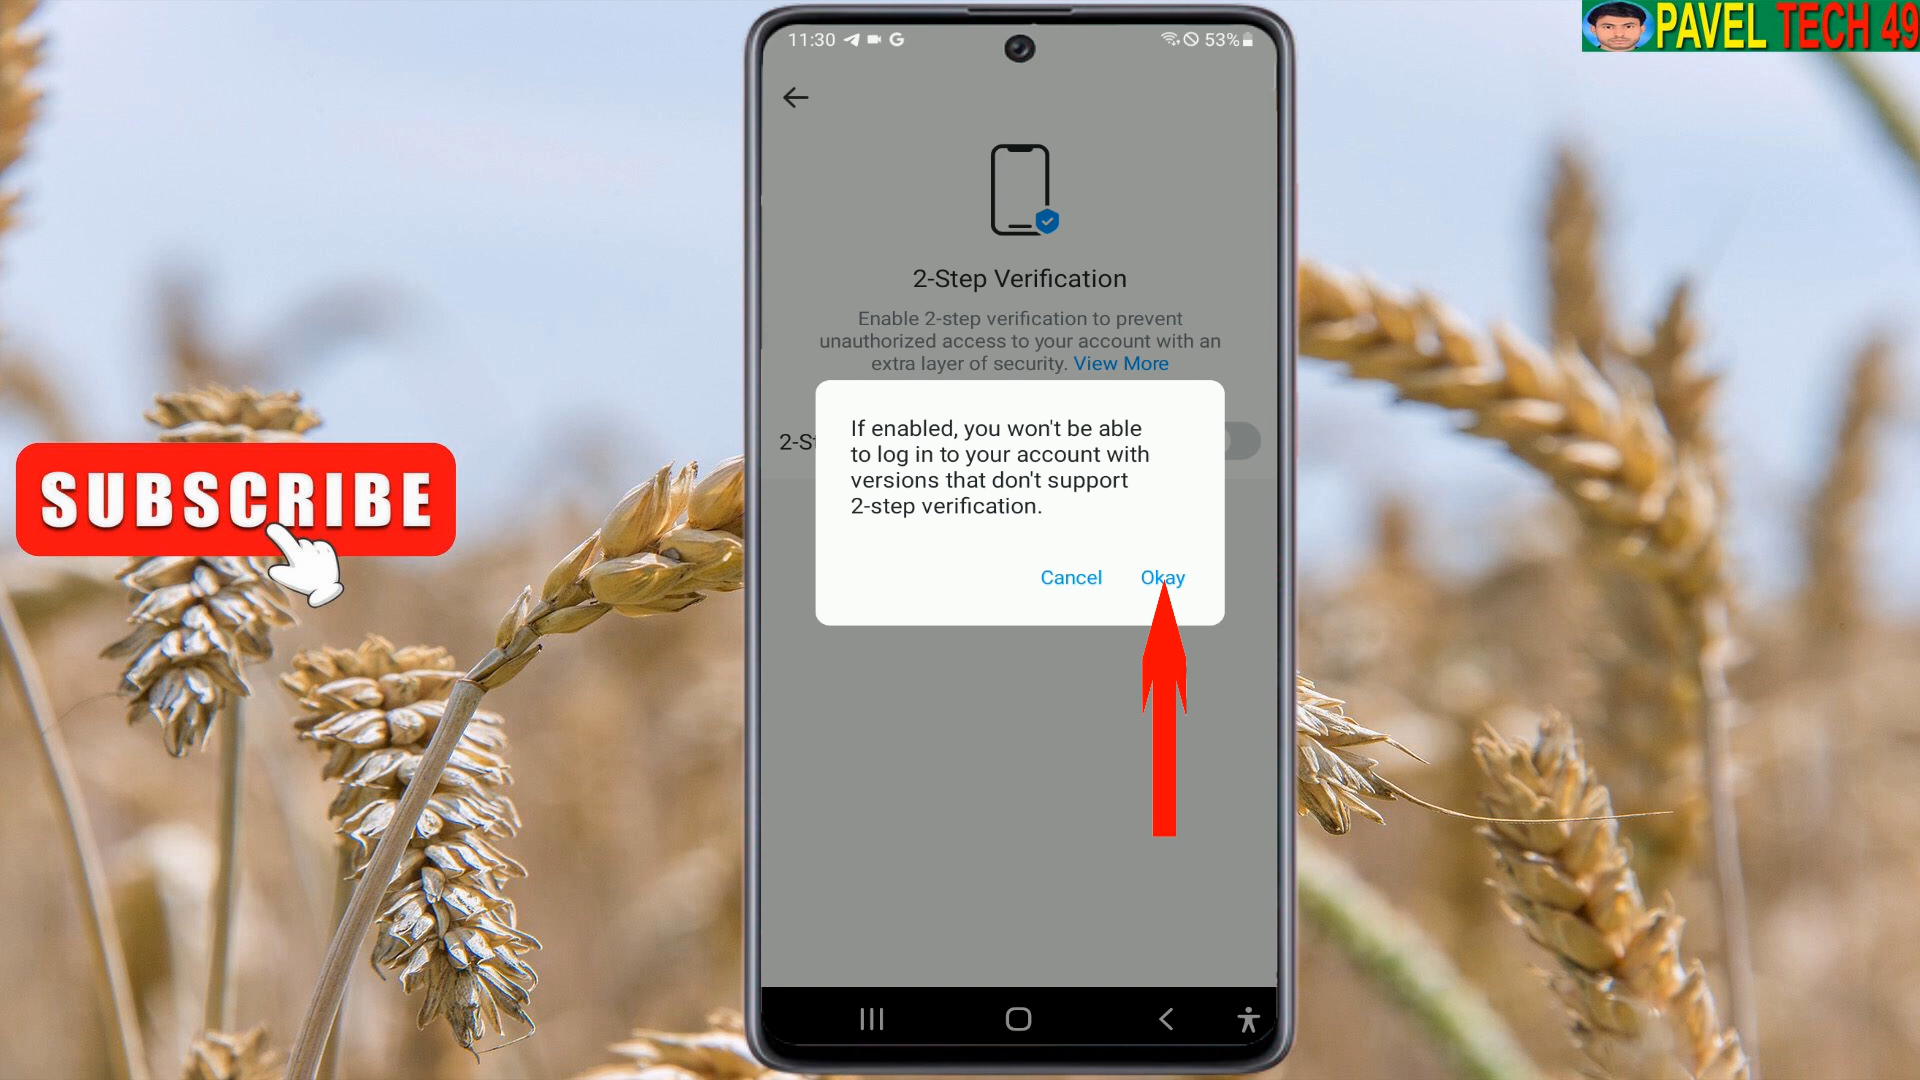 PAVEL TECH 49
11:30
53%
2-Step Verification
Enable 2-step verification to prevent
unauthorized access to your account with an
extra layer of security. View More
2-S
If enabled, you won't be able
to log in to your account with
versions that don't support
2-step verification.
Cancel Okay
SUBSCRIBE